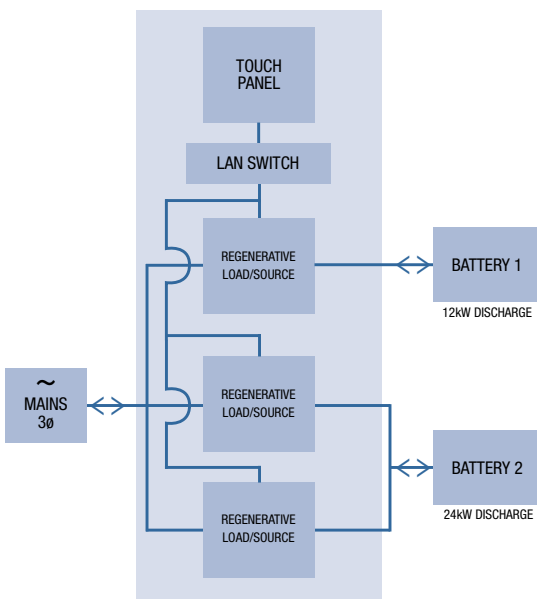 TOUCH
PANEL
LAN SWITCH
REGENERATIVE
LOAD/SOURCE
BATTERY 1
12kW DISCHARGE
~
MAINS
3ø
REGENERATIVE
LOAD/SOURCE
BATTERY 2
24kW DISCHARGE
REGENERATIVE
LOAD/SOURCE